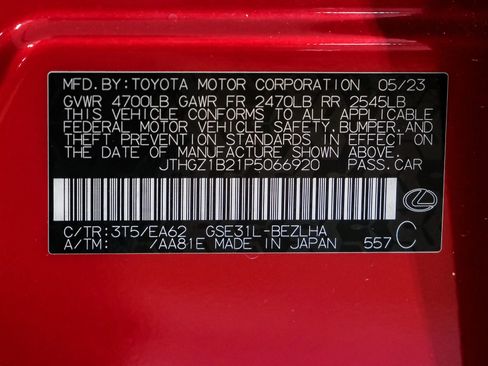 MFD.BY:TOYOTA MOTOR CORPORATION 05/23
GVWR 4700LB GAWR FR 2470LB RR 2545LB
THIS VEHICLE CONFORMS TO ALL APPLICABLE
FEDERAL MOTOR VEHICLE SAFETY,BUMPER,AND
THEFT PREVENTION STANDARDS IN EFFECT ON
THE DATE OF MANUFACTURE SHOWN ABOVE.
JTHGZ1B21P5066920 PASS.CAR
C/TR:3T5/EA62 GSE31L-BEZLHA
A/TM: /AA81E MADE IN JAPAN 557 C